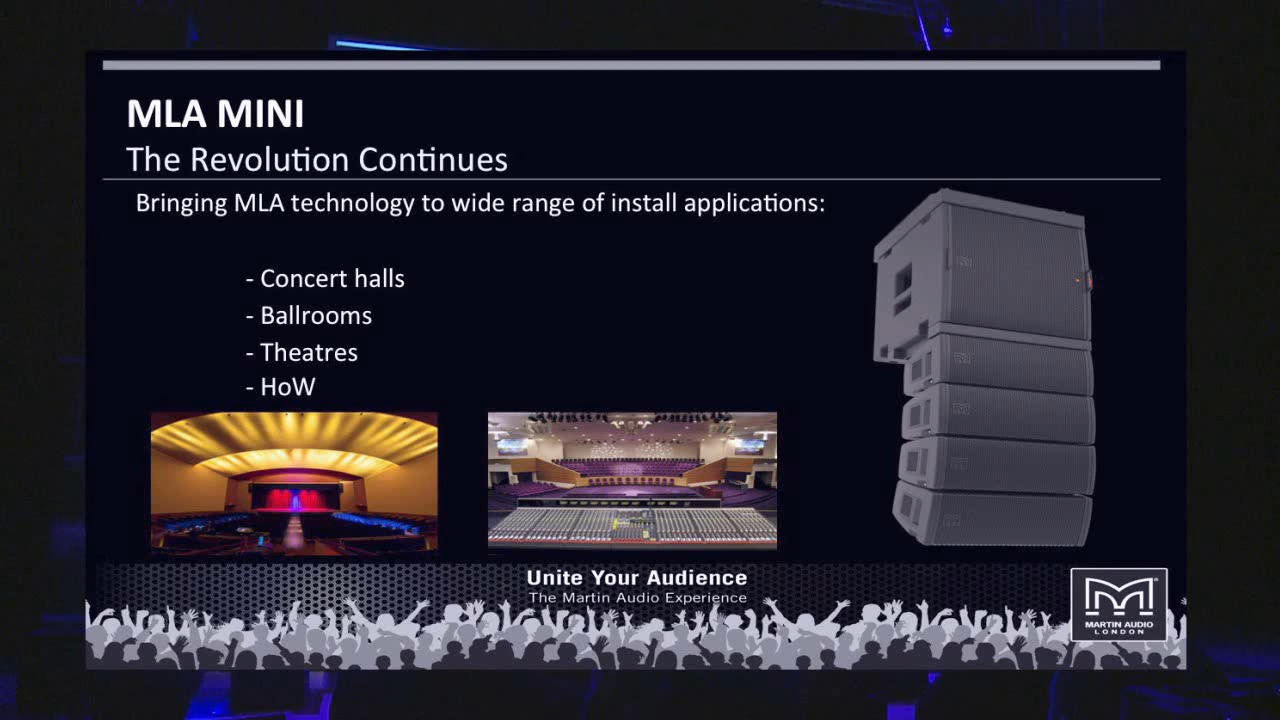 MLA MINI
The Revolution Continues
Bringing MLA technology to wide range of install applications:
- Concert halls
- Ballrooms
- Theatres
- HoW
Unite Your Audience
The Martin Audio Experience
MARTIN AUDIO
LONDON